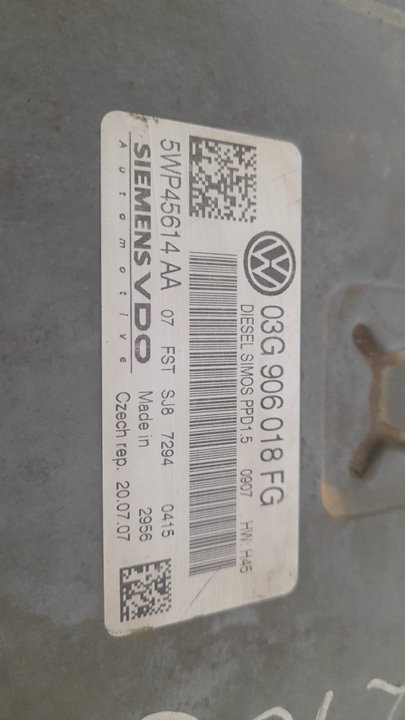 03G 906 018 FG
DIESEL SIMOS PPD1.5 0907 HW: H45
5WP45614 AA 07 FST SJ8 7294 0415
SIEMENS VDO Made in 2956
Automotive Czech rep. 20.07.07